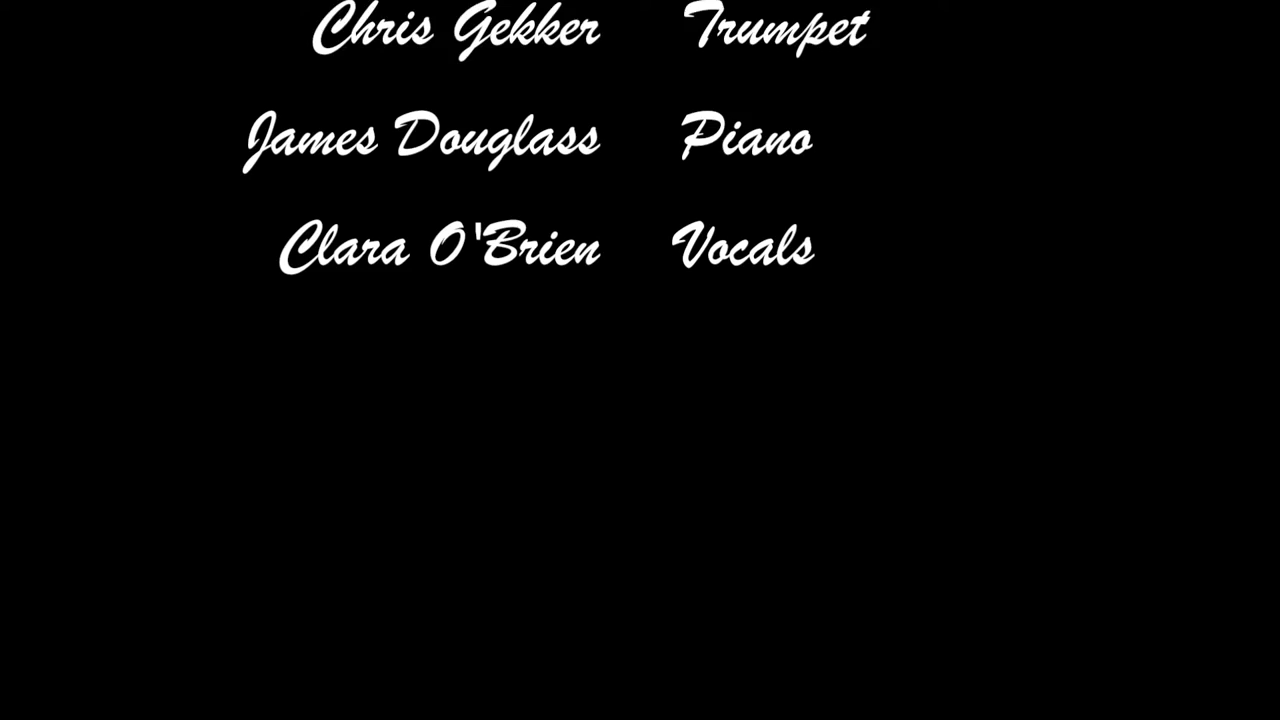 Chris Gekker Trumpet
James Douglass Piano
Clara O'Brien Vocals